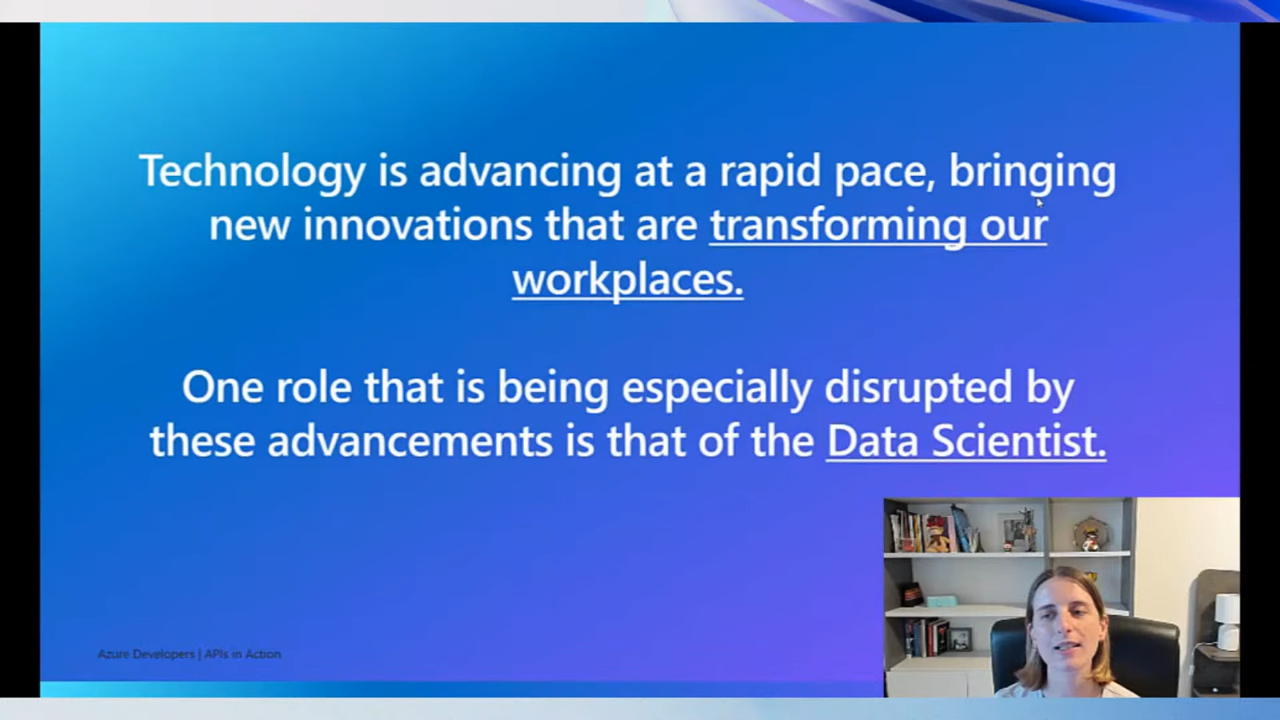 Technology is advancing at a rapid pace, bringing
new innovations that are transforming our
workplaces.
One role that is being especially disrupted by
these advancements is that of the Data Scientist.
Azure Developers | APIs in Action